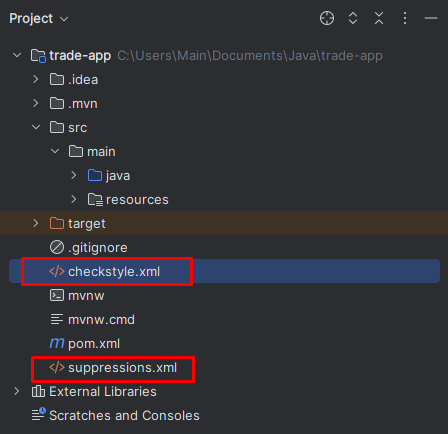 Project
trade-app C:\Users\Main\Documents\Java\trade-app
.idea
.mvn
src
main
java
resources
target
.gitignore
checkstyle.xml
mvnw
mvnw.cmd
m pom.xml
suppressions.xml
External Libraries
Scratches and Consoles